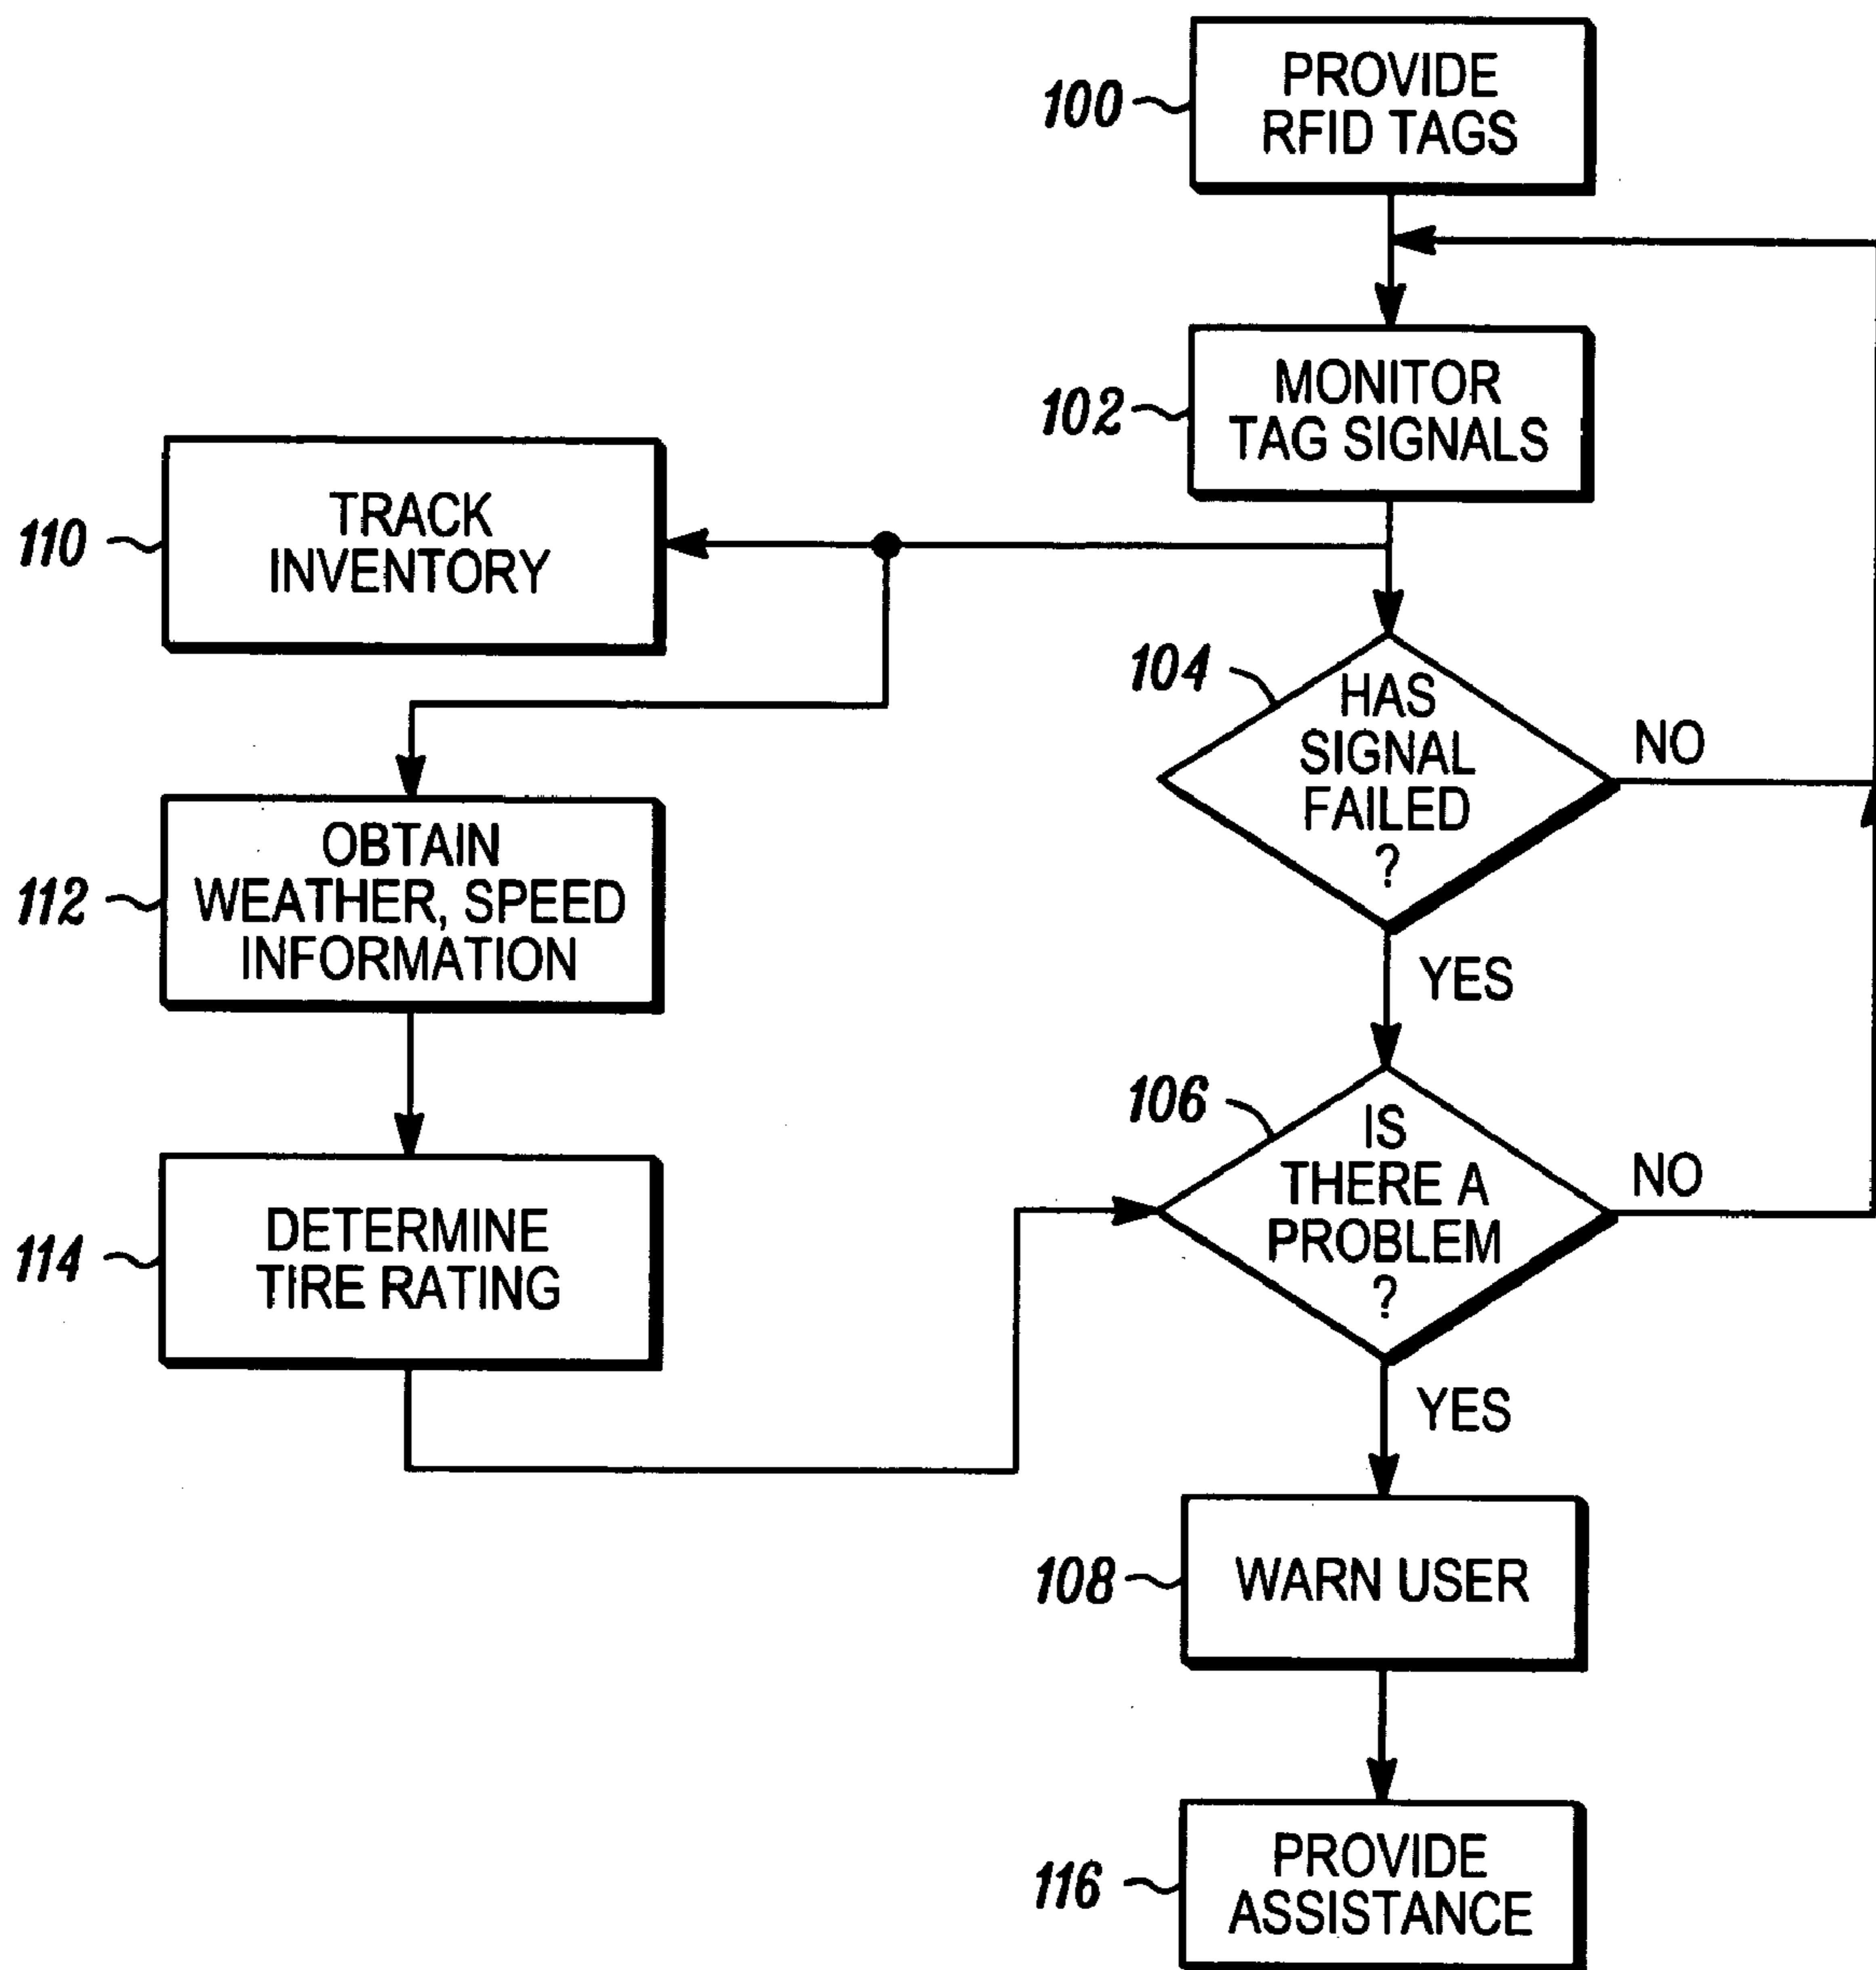 100
PROVIDE
RFID TAGS
102
MONITOR
TAG SIGNALS
110
TRACK
INVENTORY
104
HAS
SIGNAL
FAILED
?
NO
YES
112
OBTAIN
WEATHER, SPEED
INFORMATION
106
IS
THERE A
PROBLEM
?
NO
YES
114
DETERMINE
TIRE RATING
108
WARN USER
116
PROVIDE
ASSISTANCE